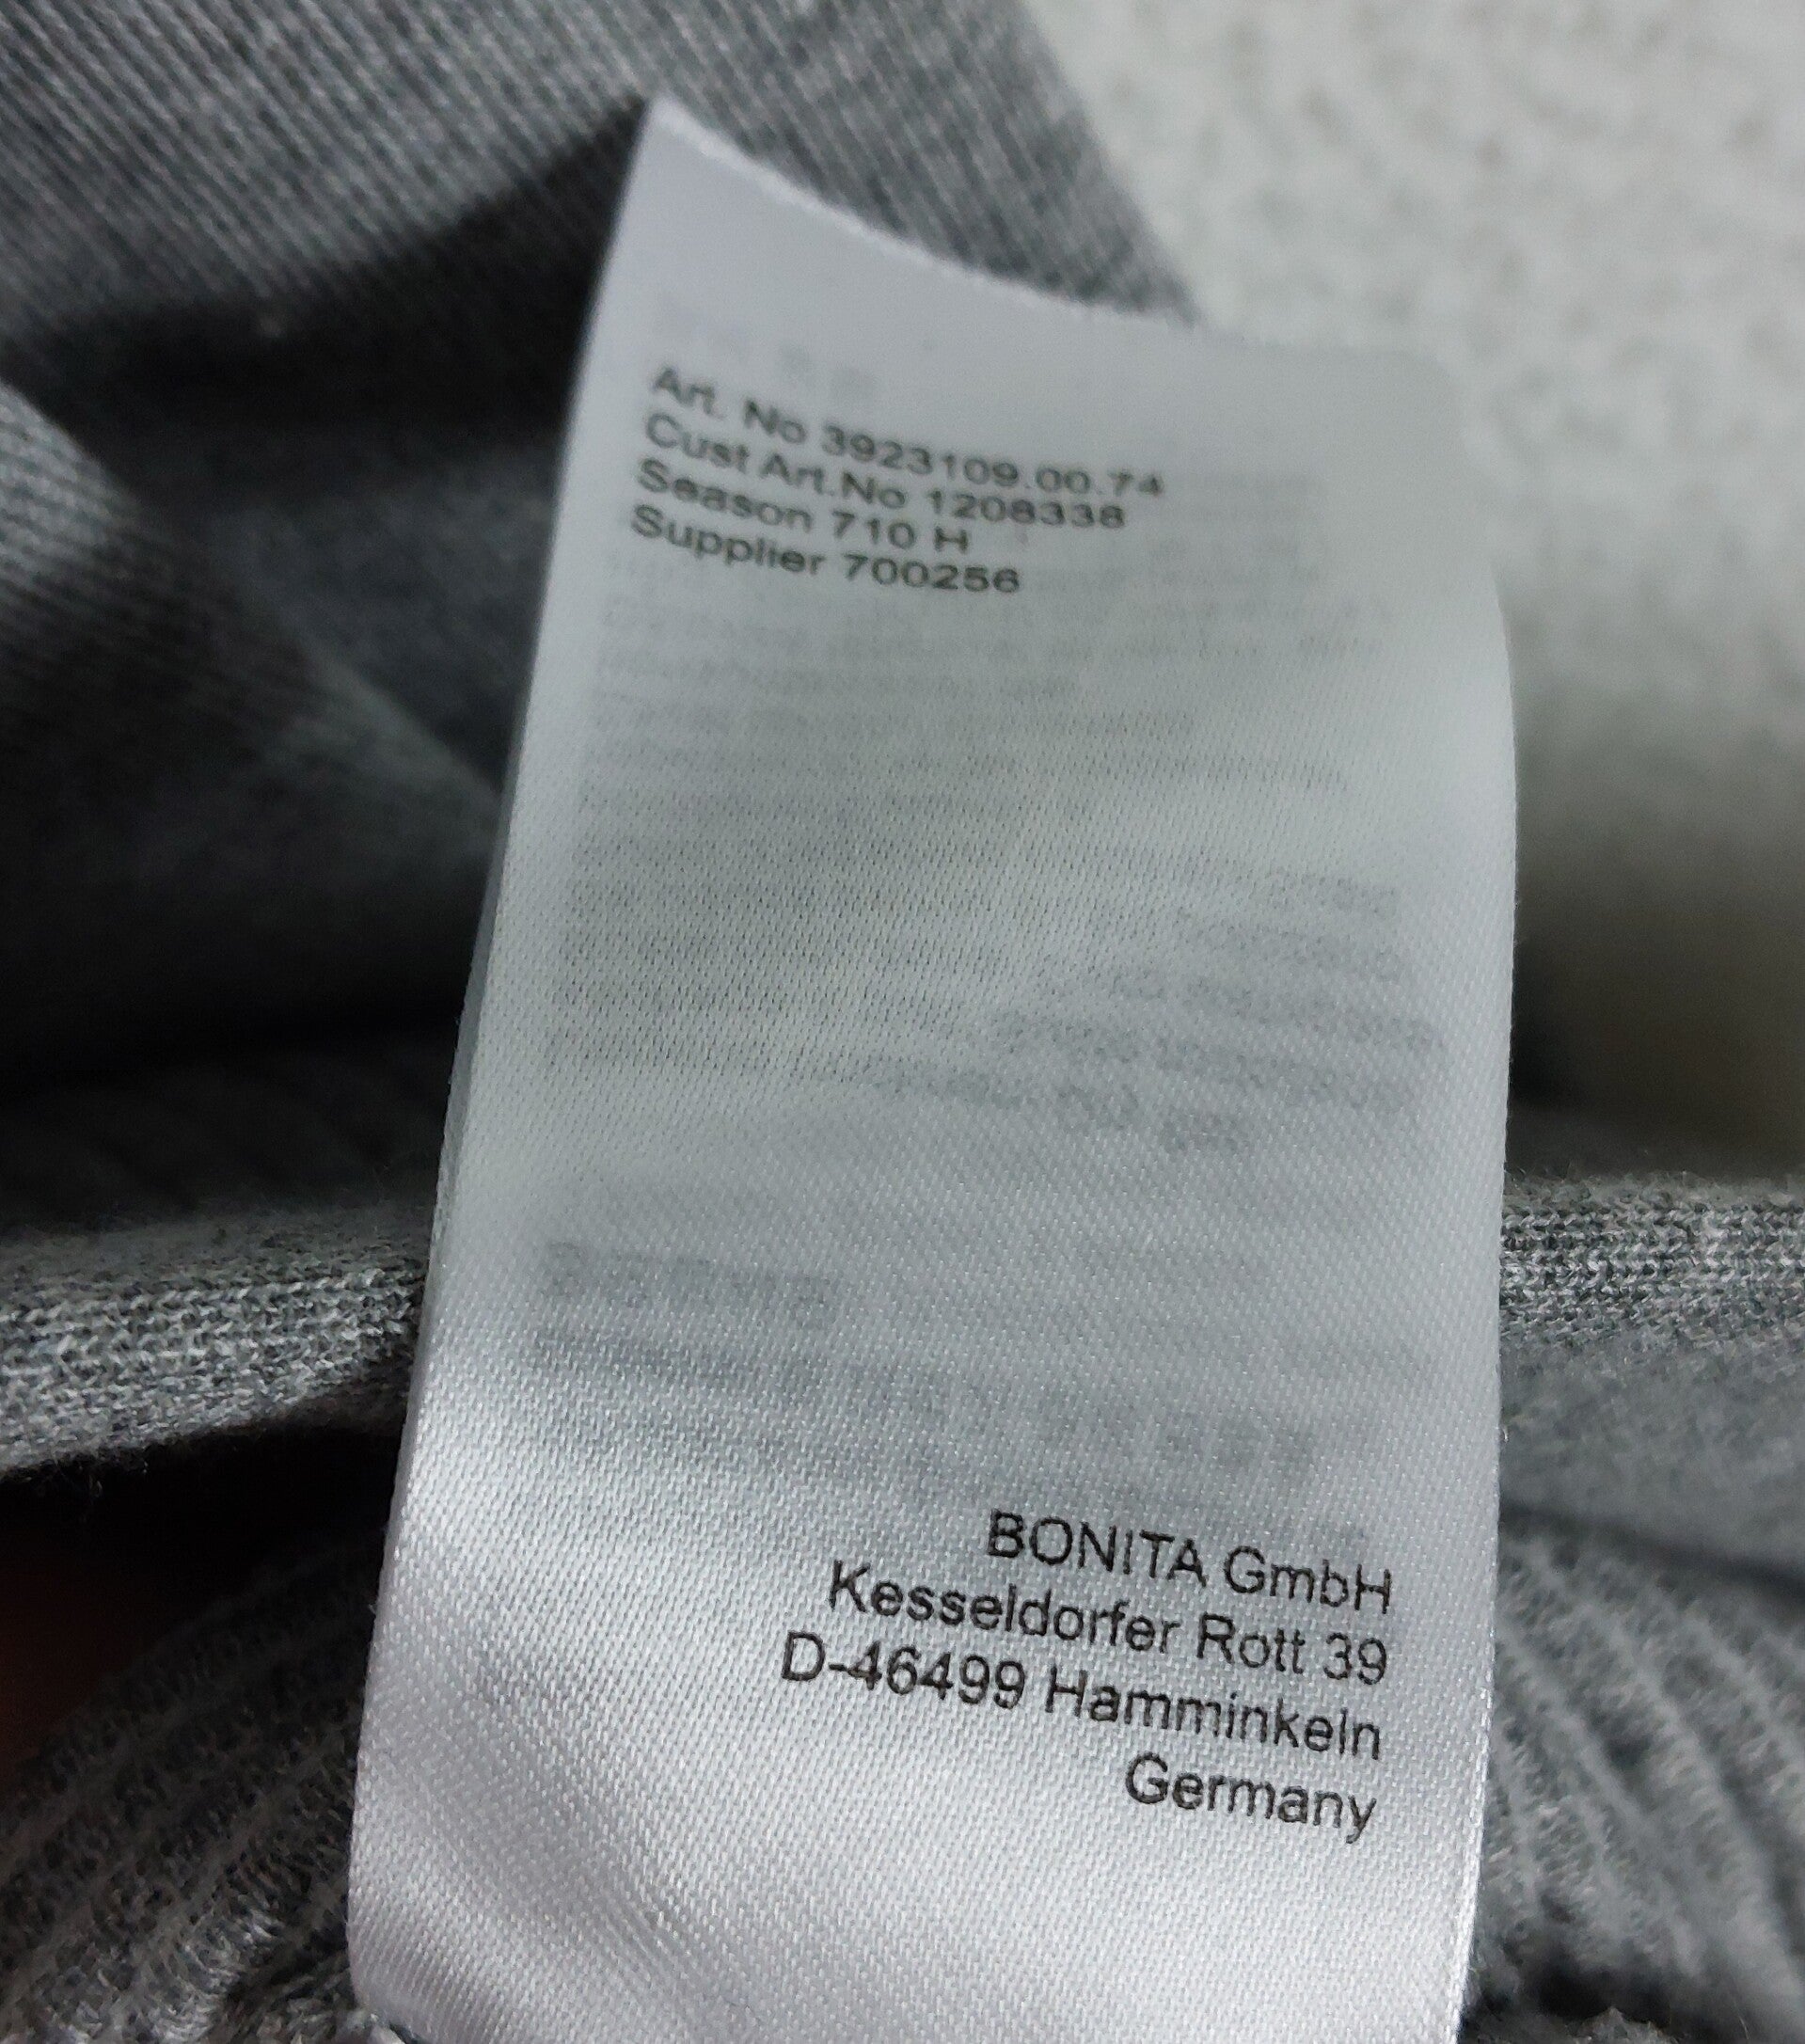 Art. No 3923109.00.74
Cust Art.No 1208338
Season 710 H
Supplier 700256
BONITA GmbH
Kesseldorfer Rott 39
D-46499 Hamminkeln
Germany